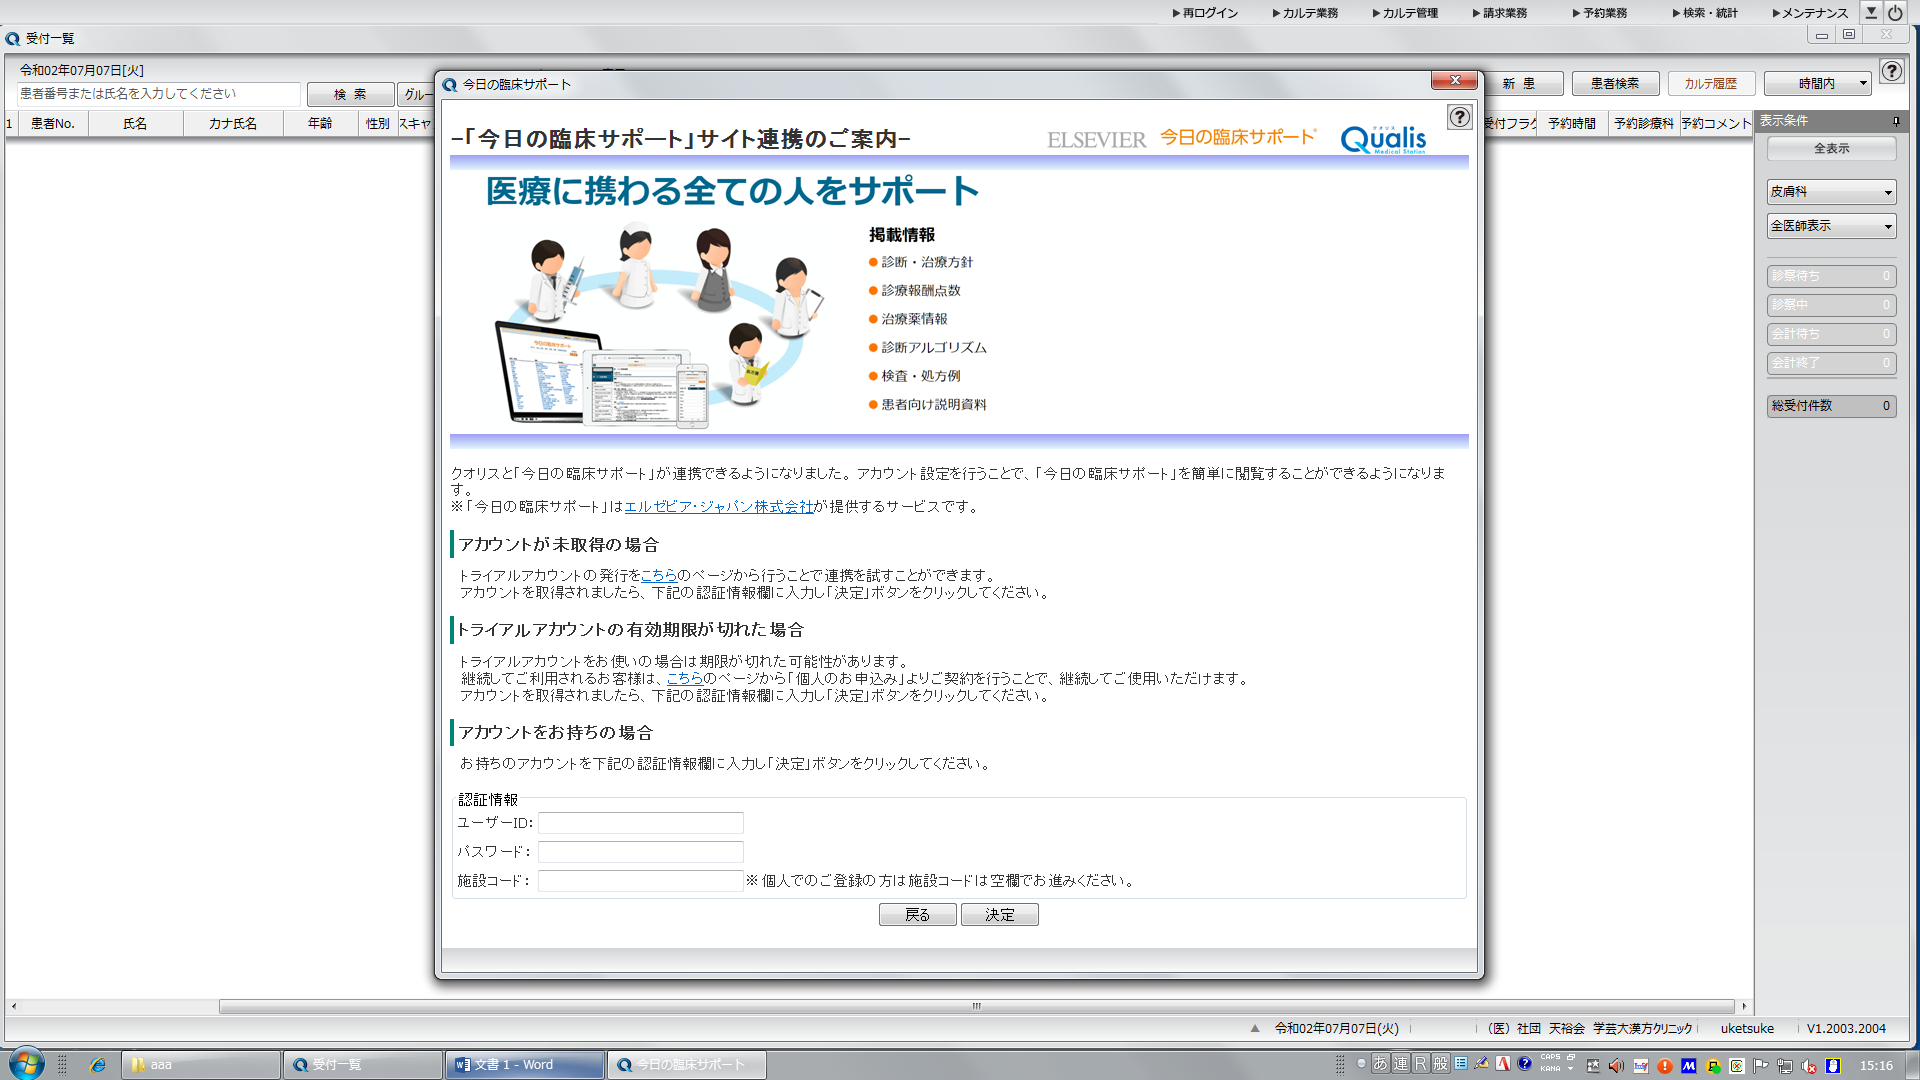 ▶再ログイン ▶カルテ業務 ▶カルテ管理 ▶請求業務 ▶予約業務 ▶検索・統計 ▶メンテナンス
受付一覧
令和02年07月07日[火]
患者番号または氏名を入力してください 検 索 グルー 新 患 患者検索 カルテ履歴 時間内
1 患者No. 氏名 カナ氏名 年齢 性別 スキャ 受付フラグ 予約時間 予約診療科 予約コメント
表示条件
全表示
皮膚科
全医師表示
診察待ち 0
診察中 0
会計待ち 0
会計終了 0
総受付件数 0
今日の臨床サポート
−「今日の臨床サポート」サイト連携のご案内−
ELSEVIER 今日の臨床サポート
クオリス
Qualis
Medical Station
医療に携わる全ての人をサポート
掲載情報
診断・治療方針
診療報酬点数
治療薬情報
診断アルゴリズム
検査・処方例
患者向け説明資料
クオリスと「今日の臨床サポート」が連携できるようになりました。アカウント設定を行うことで、「今日の臨床サポート」を簡単に閲覧することができるようになりま
す。
※「今日の臨床サポート」はエルゼビア・ジャパン株式会社が提供するサービスです。
アカウントが未取得の場合
トライアルアカウントの発行をこちらのページから行うことで連携を試すことができます。
アカウントを取得されましたら、下記の認証情報欄に入力し「決定」ボタンをクリックしてください。
トライアルアカウントの有効期限が切れた場合
トライアルアカウントをお使いの場合は期限が切れた可能性があります。
継続してご利用されるお客様は、こちらのページから「個人のお申込み」よりご契約を行うことで、継続してご使用いただけます。
アカウントを取得されましたら、下記の認証情報欄に入力し「決定」ボタンをクリックしてください。
アカウントをお持ちの場合
お持ちのアカウントを下記の認証情報欄に入力し「決定」ボタンをクリックしてください。
認証情報
ユーザーID：
パスワード：
施設コード： ※個人でのご登録の方は施設コードは空欄でお進みください。
戻る 決定
令和02年07月07日(火) （医）社団 天裕会 学芸大漢方クリニック uketsuke V1.2003.2004
aaa 受付一覧 文書 1 - Word 今日の臨床サポート あ 連 R 般 CAPS KANA 15:16